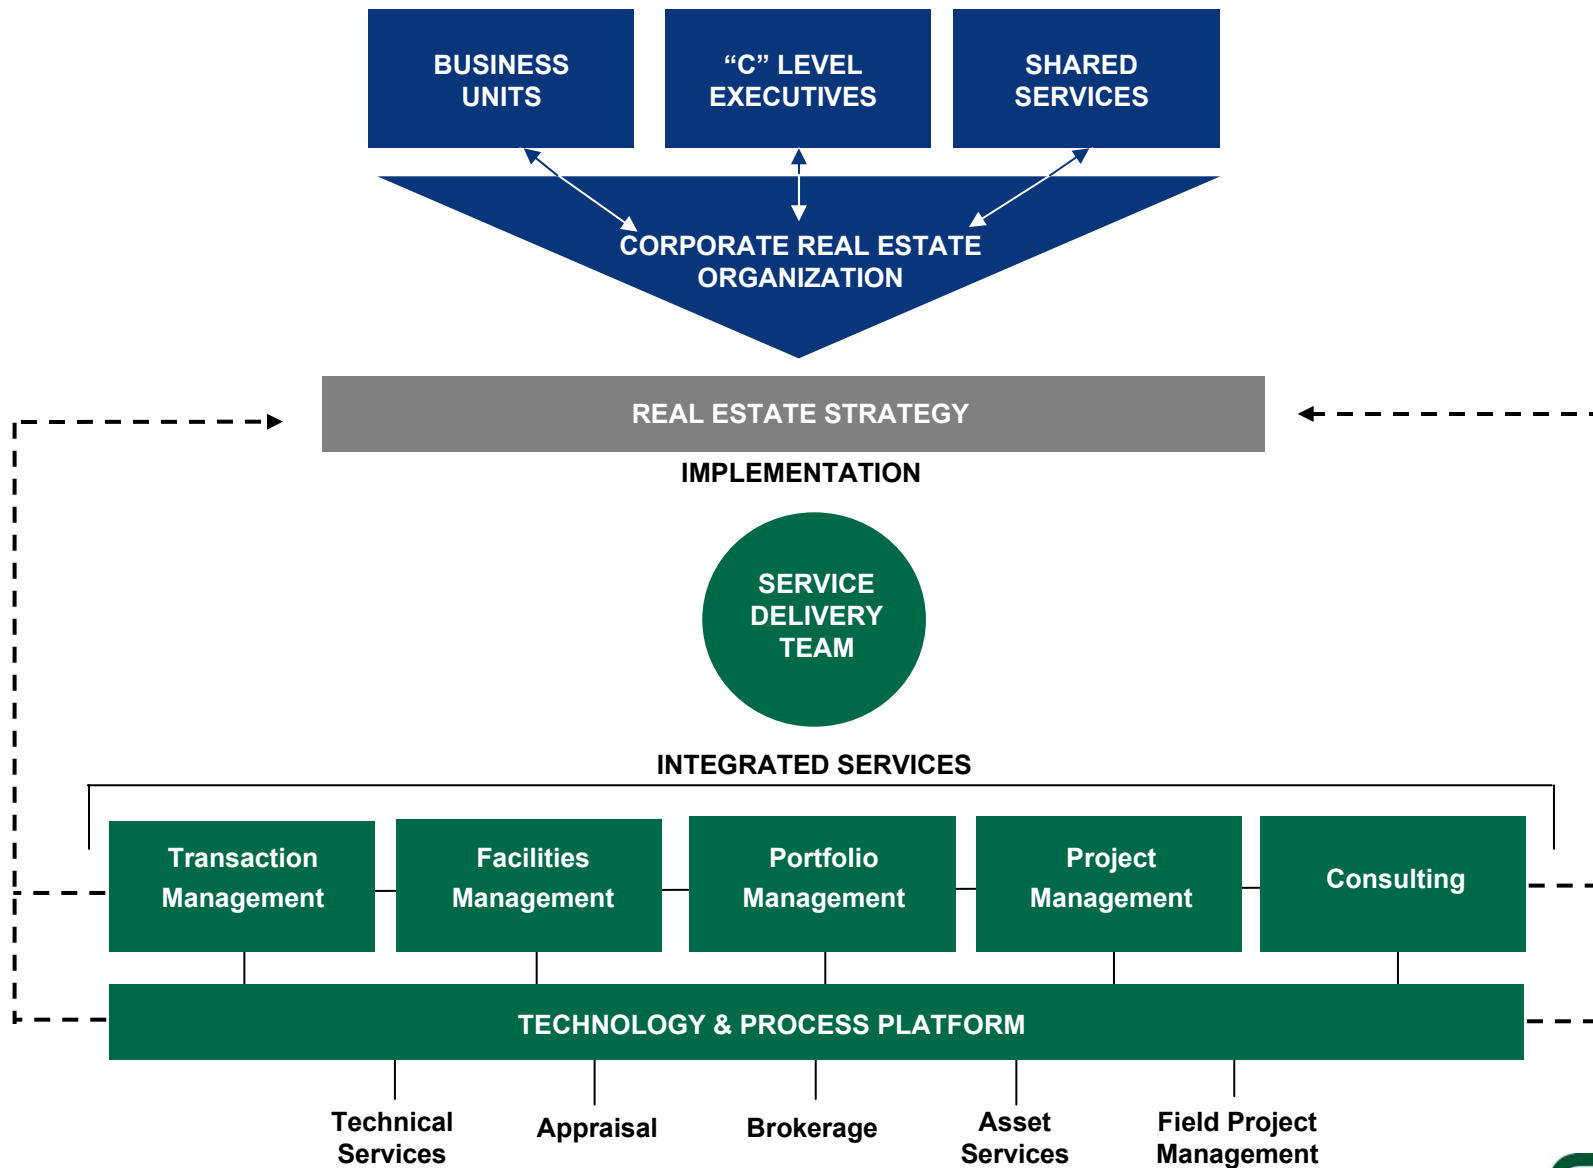 BUSINESS
UNITS
“C” LEVEL
EXECUTIVES
SHARED
SERVICES
CORPORATE REAL ESTATE
ORGANIZATION
REAL ESTATE STRATEGY
IMPLEMENTATION
SERVICE
DELIVERY
TEAM
INTEGRATED SERVICES
Transaction
Management
Facilities
Management
Portfolio
Management
Project
Management
Consulting
TECHNOLOGY & PROCESS PLATFORM
Technical
Services
Appraisal
Brokerage
Asset
Services
Field Project
Management